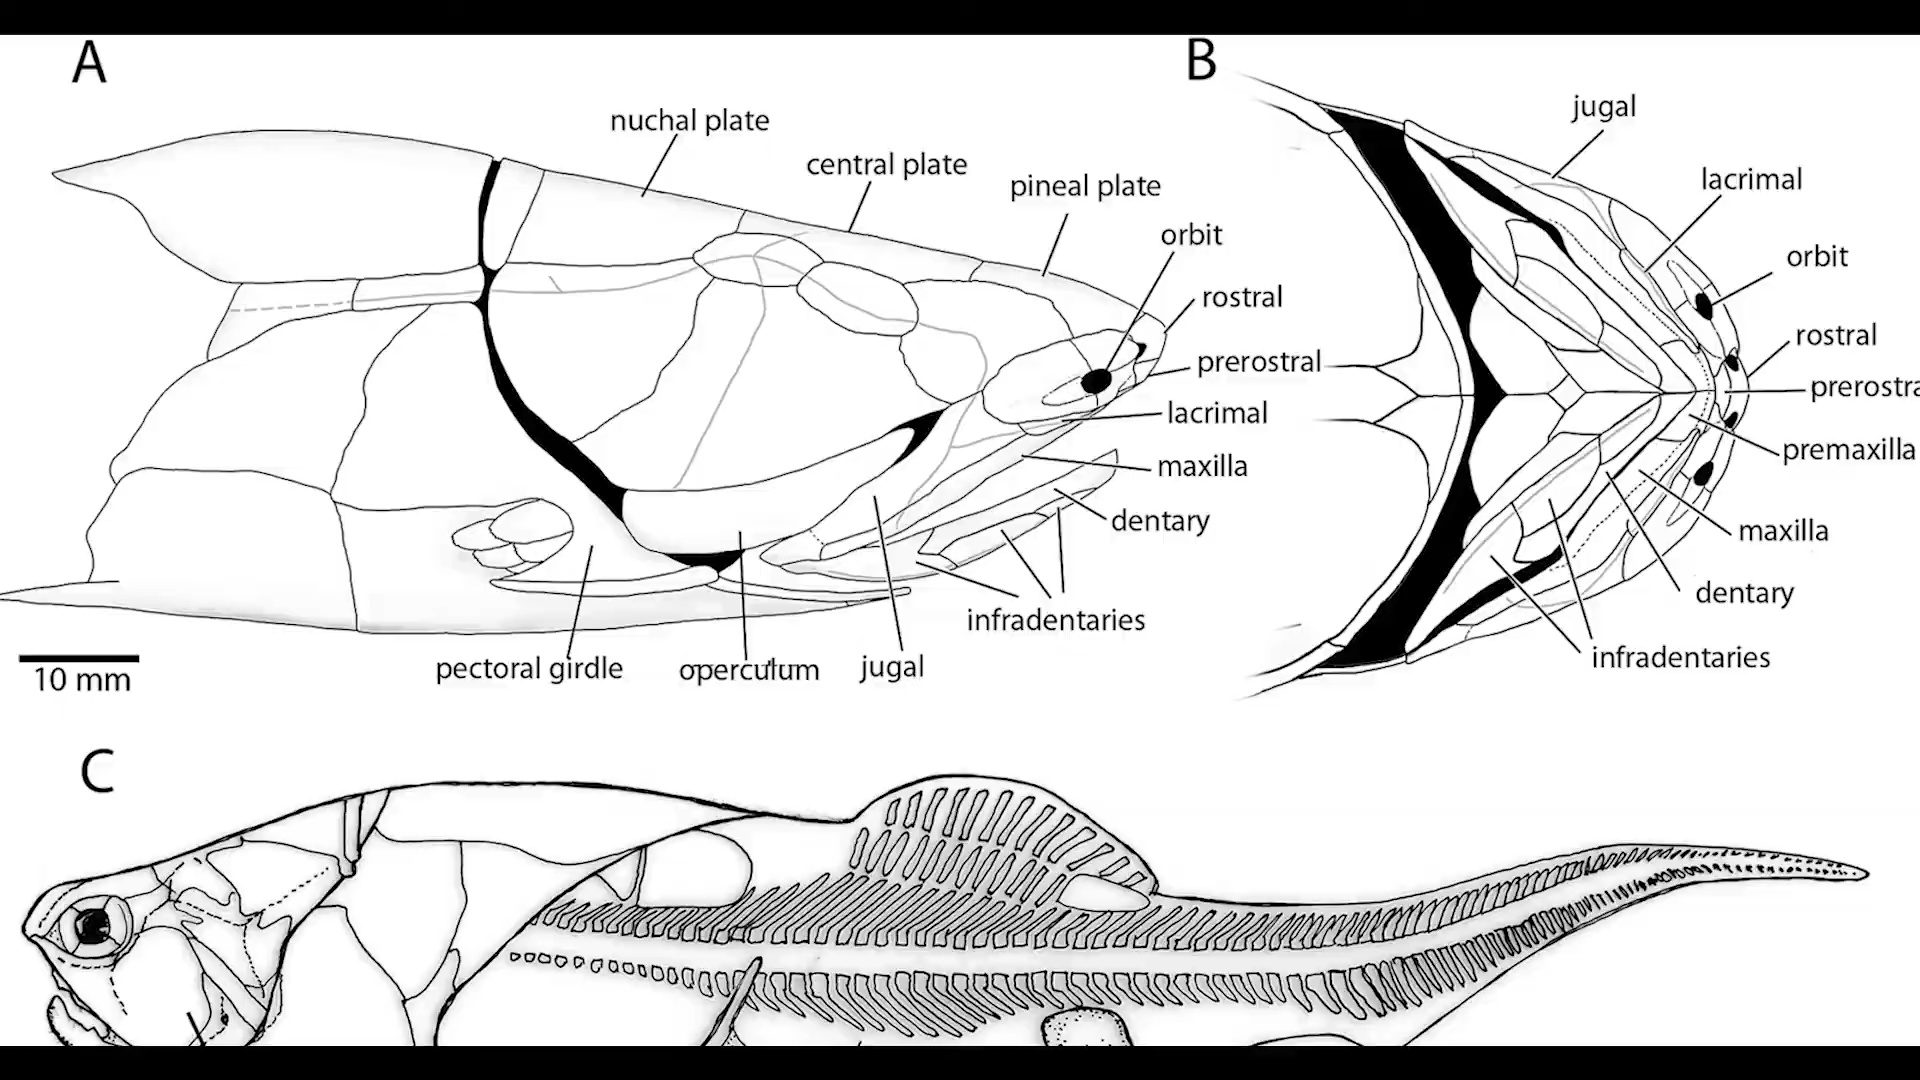 A
nuchal plate
central plate
pineal plate
orbit
rostral
prerostral
lacrimal
maxilla
dentary
infradentaries
pectoral girdle
operculum
jugal
10 mm
B
jugal
lacrimal
orbit
rostral
prerostra
premaxilla
maxilla
dentary
infradentaries
C